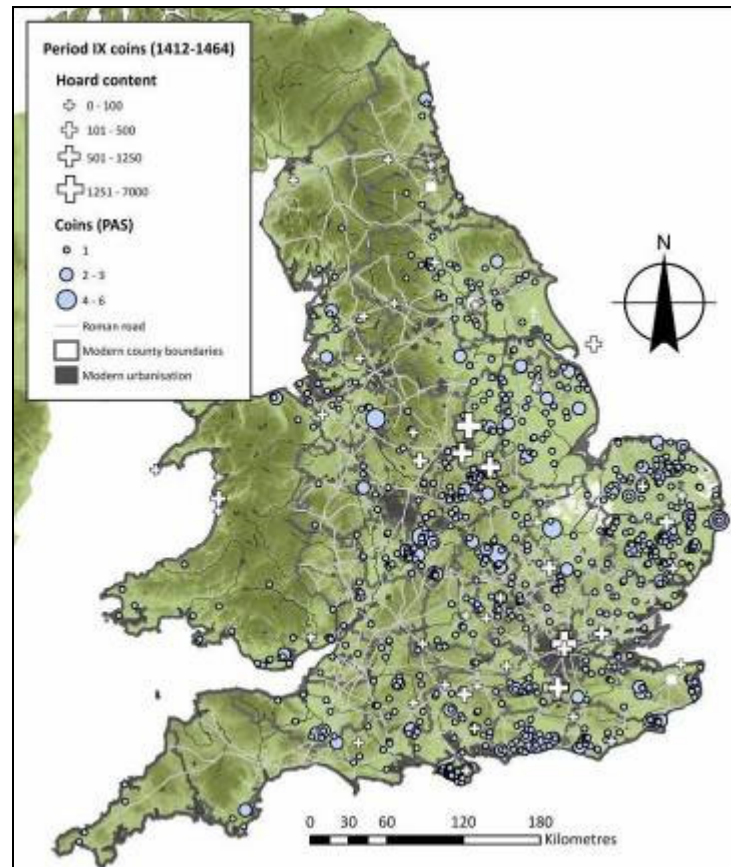 Period IX coins (1412-1464)
Hoard content
0 - 100
101 - 500
501 - 1250
1251 - 7000
Coins (PAS)
1
2 - 3
4 - 6
Roman road
Modern county boundaries
Modern urbanisation
N
0 15 30 60 120 180
Kilometres